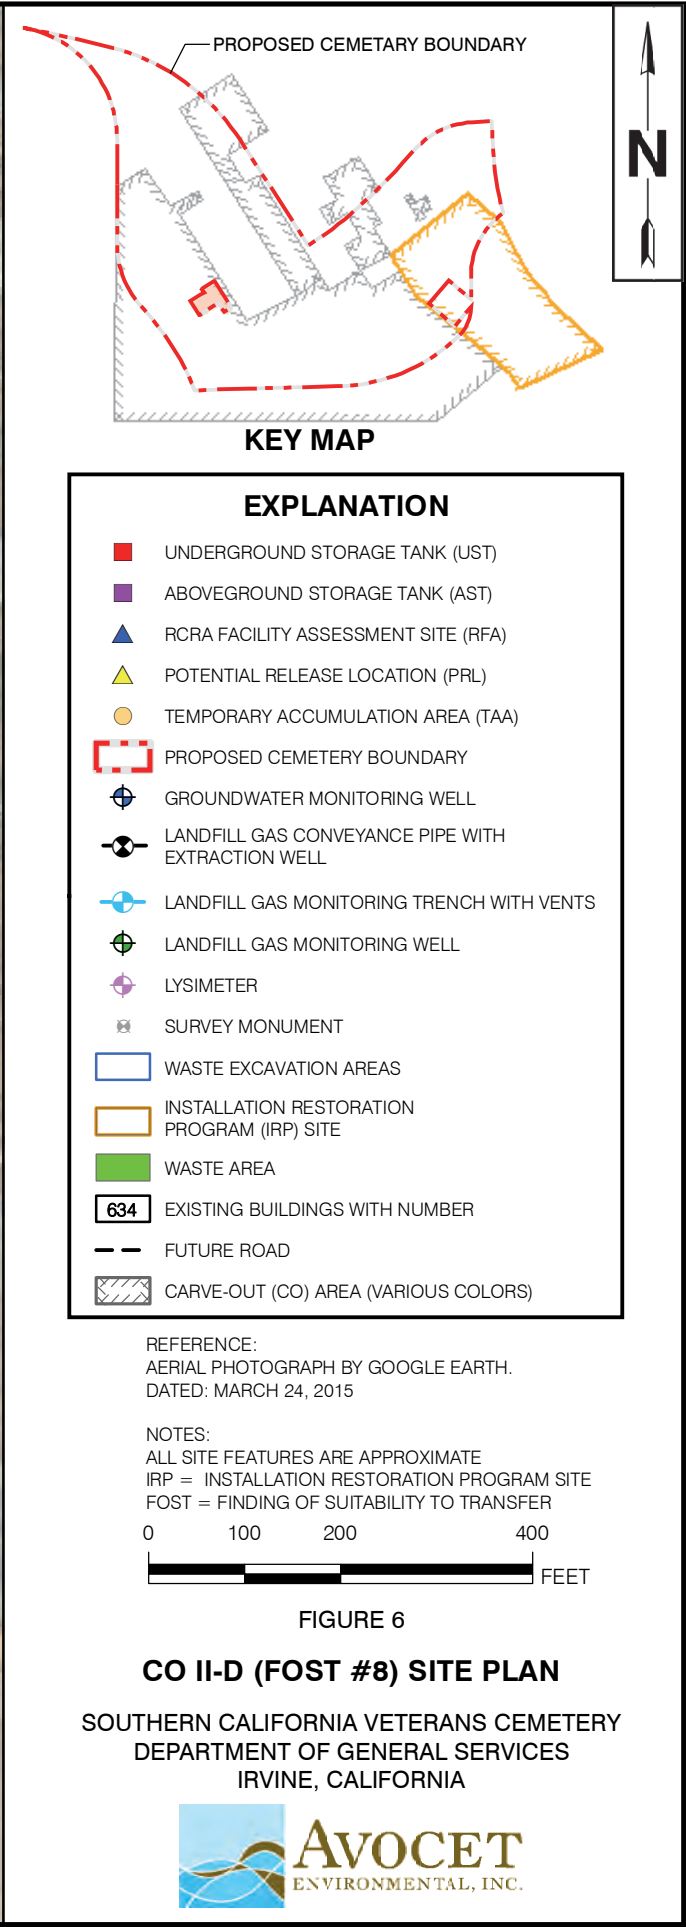 PROPOSED CEMETARY BOUNDARY
N
KEY MAP
EXPLANATION
UNDERGROUND STORAGE TANK (UST)
ABOVEGROUND STORAGE TANK (AST)
RCRA FACILITY ASSESSMENT SITE (RFA)
POTENTIAL RELEASE LOCATION (PRL)
TEMPORARY ACCUMULATION AREA (TAA)
PROPOSED CEMETERY BOUNDARY
GROUNDWATER MONITORING WELL
LANDFILL GAS CONVEYANCE PIPE WITH
EXTRACTION WELL
LANDFILL GAS MONITORING TRENCH WITH VENTS
LANDFILL GAS MONITORING WELL
LYSIMETER
SURVEY MONUMENT
WASTE EXCAVATION AREAS
INSTALLATION RESTORATION
PROGRAM (IRP) SITE
WASTE AREA
634 EXISTING BUILDINGS WITH NUMBER
FUTURE ROAD
CARVE-OUT (CO) AREA (VARIOUS COLORS)
REFERENCE:
AERIAL PHOTOGRAPH BY GOOGLE EARTH.
DATED: MARCH 24, 2015
NOTES:
ALL SITE FEATURES ARE APPROXIMATE
IRP = INSTALLATION RESTORATION PROGRAM SITE
FOST = FINDING OF SUITABILITY TO TRANSFER
0 100 200 400
FEET
FIGURE 6
CO II-D (FOST #8) SITE PLAN
SOUTHERN CALIFORNIA VETERANS CEMETERY
DEPARTMENT OF GENERAL SERVICES
IRVINE, CALIFORNIA
AVOCET
ENVIRONMENTAL, INC.